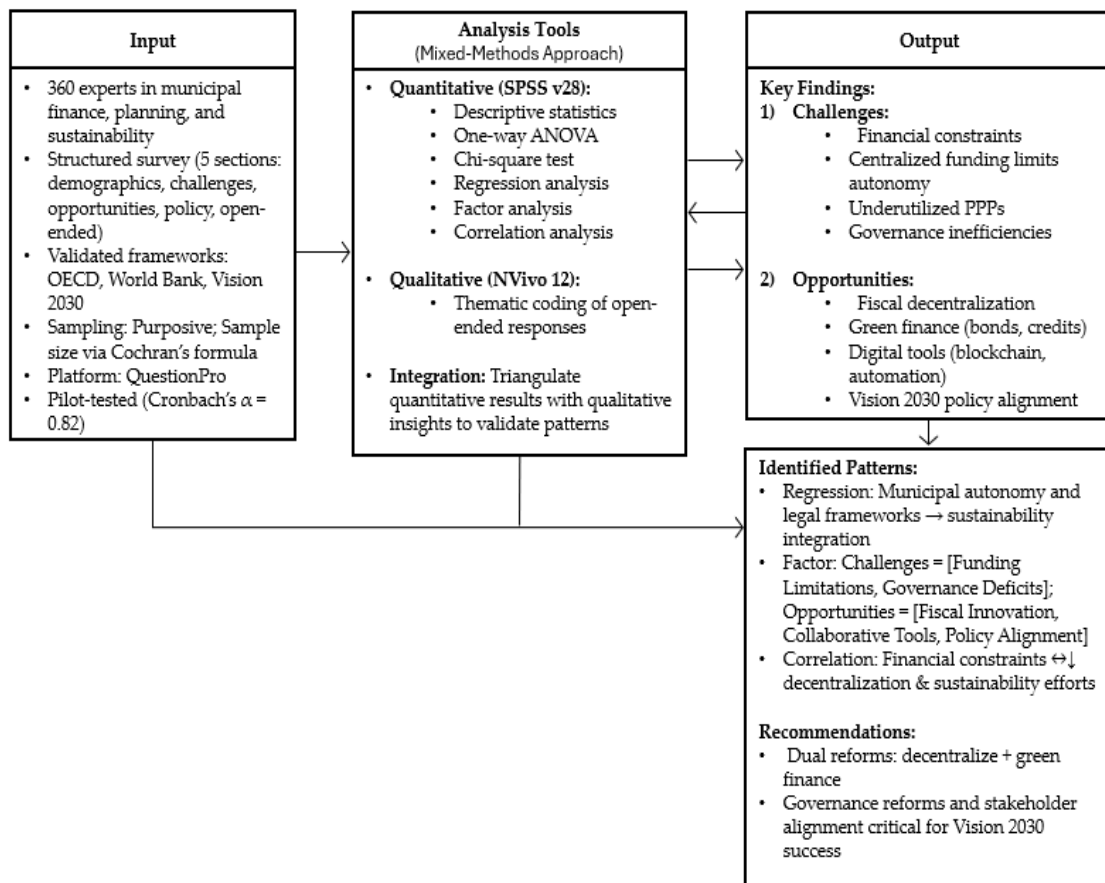 Input
• 360 experts in municipal
finance, planning, and
sustainability
• Structured survey (5 sections:
demographics, challenges,
opportunities, policy, open-
ended)
• Validated frameworks:
OECD, World Bank, Vision
2030
• Sampling: Purposive; Sample
size via Cochran’s formula
• Platform: QuestionPro
• Pilot-tested (Cronbach’s α =
0.82)
Analysis Tools
(Mixed-Methods Approach)
• Quantitative (SPSS v28):
• Descriptive statistics
• One-way ANOVA
• Chi-square test
• Regression analysis
• Factor analysis
• Correlation analysis
• Qualitative (NVivo 12):
• Thematic coding of open-
ended responses
• Integration: Triangulate
quantitative results with qualitative
insights to validate patterns
Output
Key Findings:
1) Challenges:
• Financial constraints
• Centralized funding limits
autonomy
• Underutilized PPPs
• Governance inefficiencies
2) Opportunities:
• Fiscal decentralization
• Green finance (bonds, credits)
• Digital tools (blockchain,
automation)
• Vision 2030 policy alignment
Identified Patterns:
• Regression: Municipal autonomy and
legal frameworks → sustainability
integration
• Factor: Challenges = [Funding
Limitations, Governance Deficits];
Opportunities = [Fiscal Innovation,
Collaborative Tools, Policy Alignment]
• Correlation: Financial constraints ↔↓
decentralization & sustainability efforts
Recommendations:
• Dual reforms: decentralize + green
finance
• Governance reforms and stakeholder
alignment critical for Vision 2030
success